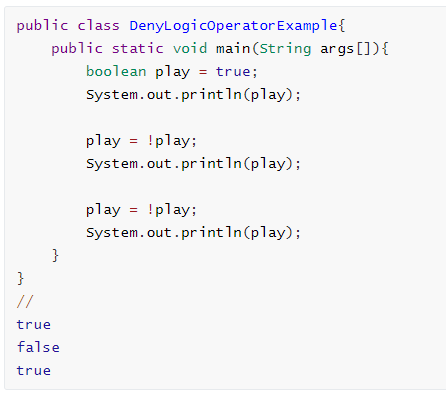 public class DenyLogicOperatorExample{
public static void main(String args[]){
boolean play = true;
System.out.println(play);
play = !play;
System.out.println(play);
play = !play;
System.out.println(play);
}
}
//
true
false
true